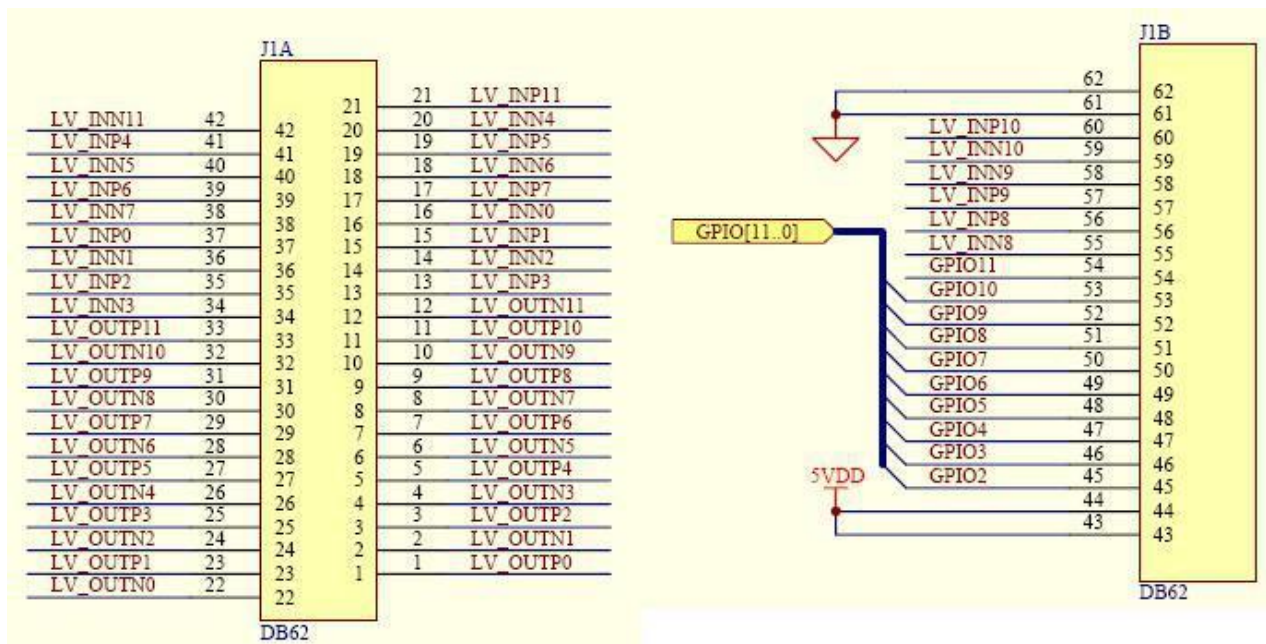 J1A
LV_INN11 42 42
LV_INP4 41 41
LV_INN5 40 40
LV_INP6 39 39
LV_INN7 38 38
LV_INP0 37 37
LV_INN1 36 36
LV_INP2 35 35
LV_INN3 34 34
LV_OUTP11 33 33
LV_OUTN10 32 32
LV_OUTP9 31 31
LV_OUTN8 30 30
LV_OUTP7 29 29
LV_OUTN6 28 28
LV_OUTP5 27 27
LV_OUTN4 26 26
LV_OUTP3 25 25
LV_OUTN2 24 24
LV_OUTP1 23 23
LV_OUTN0 22 22
21 21 LV_INP11
20 20 LV_INN4
19 19 LV_INP5
18 18 LV_INN6
17 17 LV_INP7
16 16 LV_INN0
15 15 LV_INP1
14 14 LV_INN2
13 13 LV_INP3
12 12 LV_OUTN11
11 11 LV_OUTP10
10 10 LV_OUTN9
9 9 LV_OUTP8
8 8 LV_OUTN7
7 7 LV_OUTP6
6 6 LV_OUTN5
5 5 LV_OUTP4
4 4 LV_OUTN3
3 3 LV_OUTP2
2 2 LV_OUTN1
1 1 LV_OUTP0
DB62
J1B
62 62
61 61
LV_INP10 60 60
LV_INN10 59 59
LV_INN9 58 58
LV_INP9 57 57
LV_INP8 56 56
LV_INN8 55 55
GPIO[11..0]
GPIO11 54 54
GPIO10 53 53
GPIO9 52 52
GPIO8 51 51
GPIO7 50 50
GPIO6 49 49
GPIO5 48 48
GPIO4 47 47
GPIO3 46 46
GPIO2 45 45
5VDD
44 44
43 43
DB62